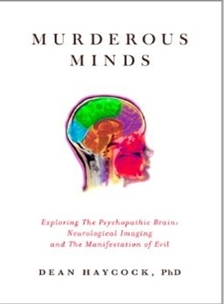 MURDEROUS
MINDS
Exploring The Psychopathic Brain:
Neurological Imaging
and The Manifestation of Evil
DEAN HAYCOCK, PhD